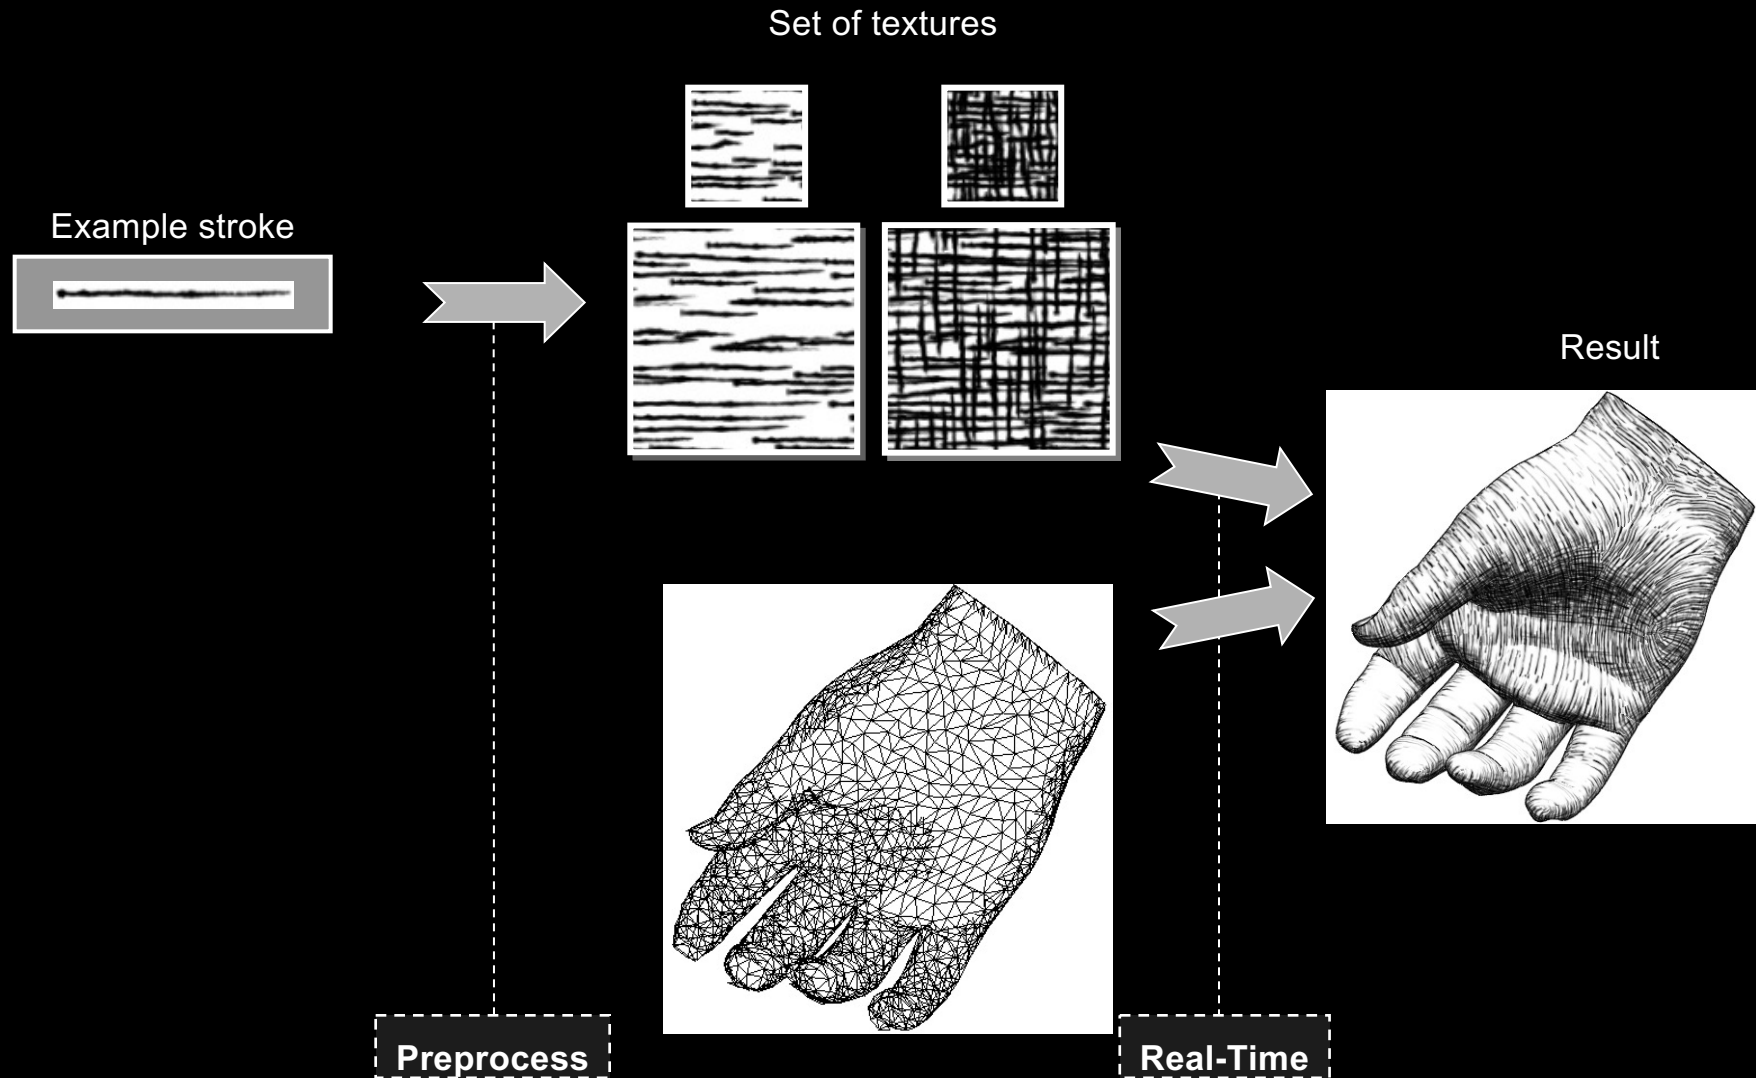 Set of textures
Example stroke
Result
Preprocess
Real-Time